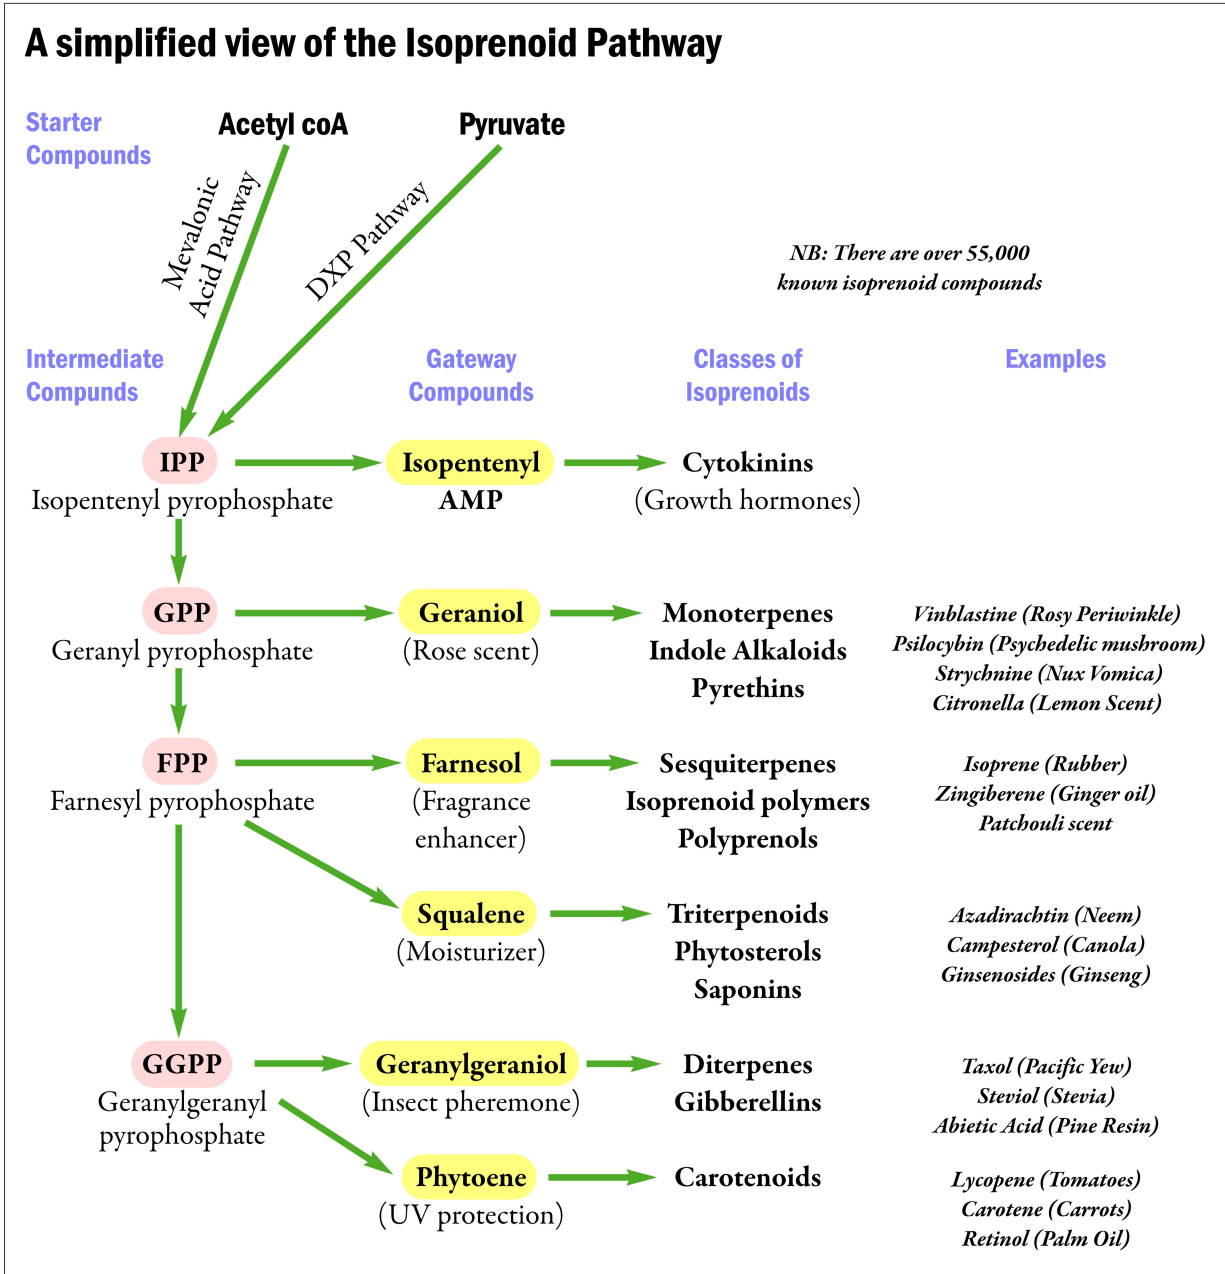 A simplified view of the Isoprenoid Pathway
Starter
Compounds
Acetyl coA
Pyruvate
Mevalonic
Acid Pathway
DXP Pathway
NB: There are over 55,000
known isoprenoid compounds
Intermediate
Compunds
Gateway
Compounds
Classes of
Isoprenoids
Examples
IPP
Isopentenyl pyrophosphate
Isopentenyl
AMP
Cytokinins
(Growth hormones)
GPP
Geranyl pyrophosphate
Geraniol
(Rose scent)
Monoterpenes
Indole Alkaloids
Pyrethins
Vinblastine (Rosy Periwinkle)
Psilocybin (Psychedelic mushroom)
Strychnine (Nux Vomica)
Citronella (Lemon Scent)
FPP
Farnesyl pyrophosphate
Farnesol
(Fragrance
enhancer)
Sesquiterpenes
Isoprenoid polymers
Polyprenols
Isoprene (Rubber)
Zingiberene (Ginger oil)
Patchouli scent
Squalene
(Moisturizer)
Triterpenoids
Phytosterols
Saponins
Azadirachtin (Neem)
Campesterol (Canola)
Ginsenosides (Ginseng)
GGPP
Geranylgeranyl
pyrophosphate
Geranylgeraniol
(Insect pheremone)
Diterpenes
Gibberellins
Taxol (Pacific Yew)
Steviol (Stevia)
Abietic Acid (Pine Resin)
Phytoene
(UV protection)
Carotenoids
Lycopene (Tomatoes)
Carotene (Carrots)
Retinol (Palm Oil)